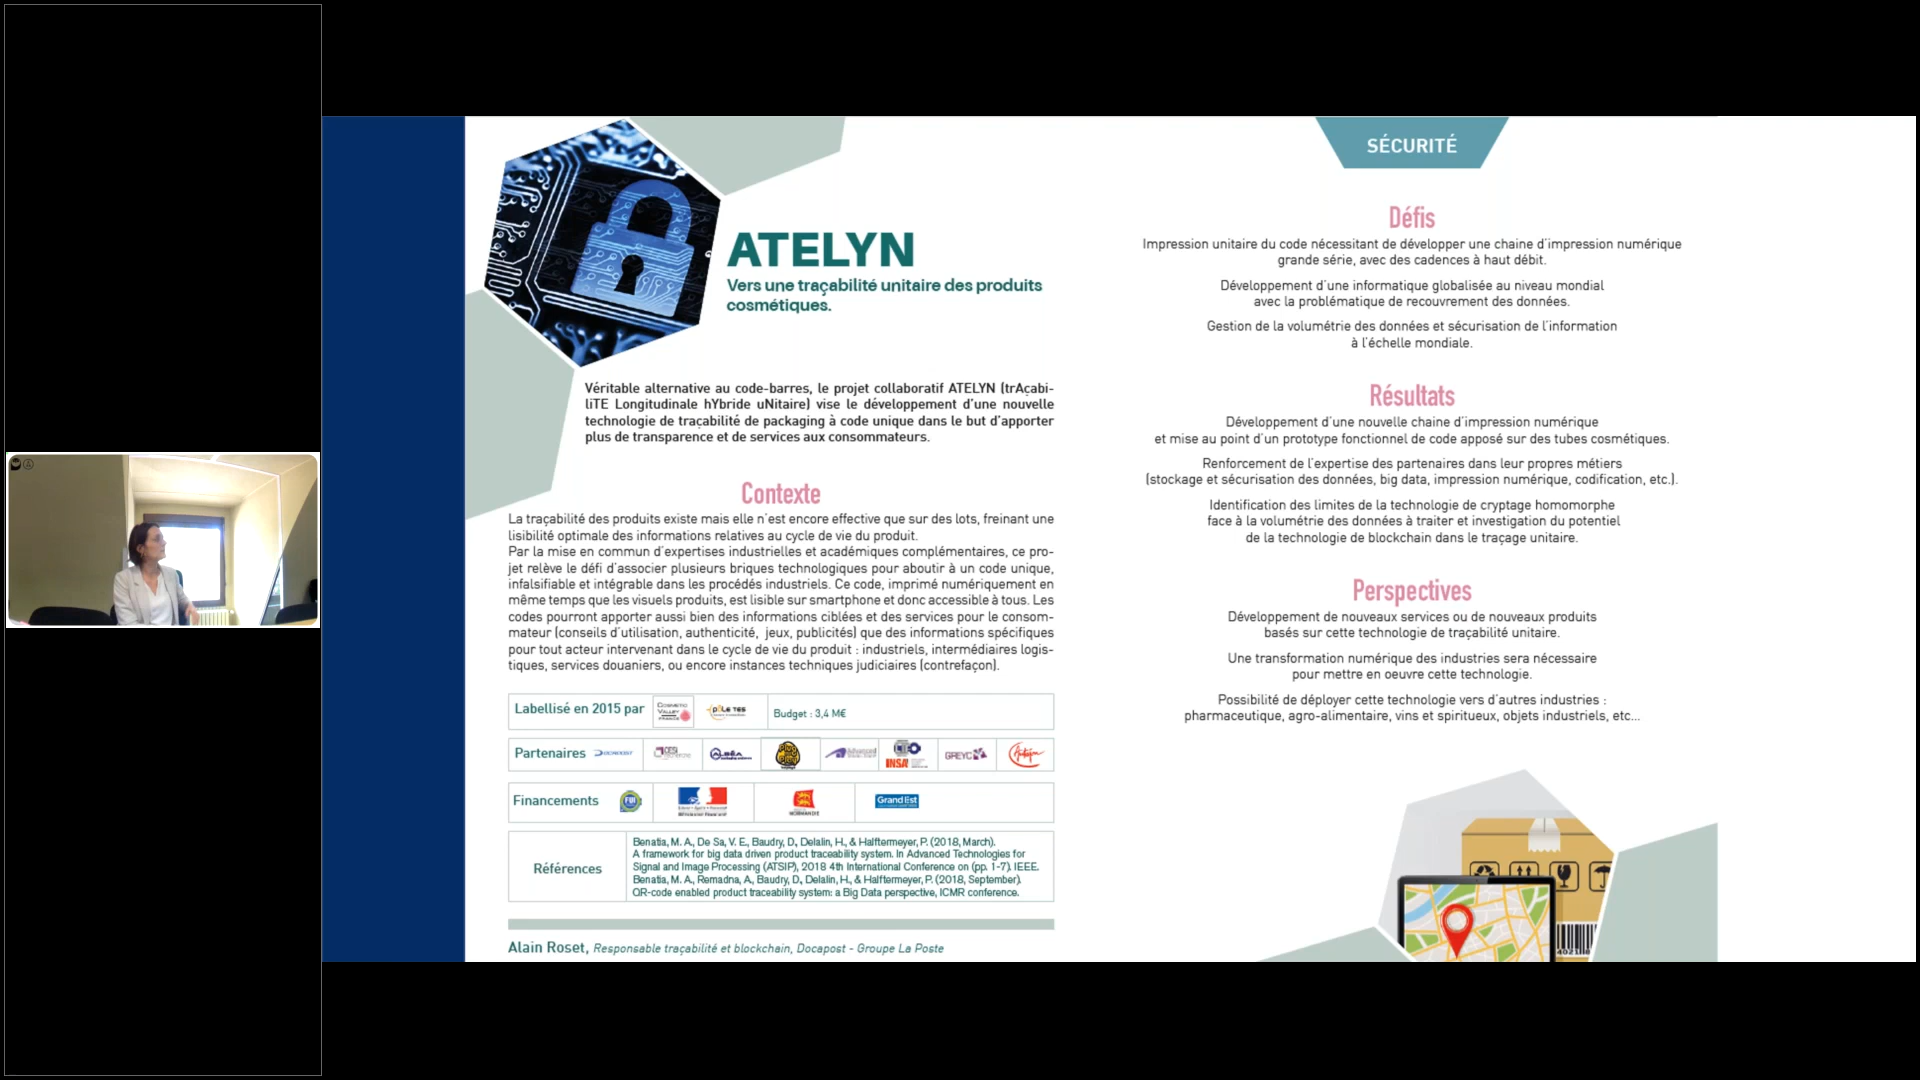 SÉCURITÉ
ATELYN
Vers une traçabilité unitaire des produits
cosmétiques.
Véritable alternative au code-barres, le projet collaboratif ATELYN (trAçabi-
liTE Longitudinale hYbride uNitaire) vise le développement d'une nouvelle
technologie de traçabilité de packaging à code unique dans le but d'apporter
plus de transparence et de services aux consommateurs.
Contexte
La traçabilité des produits existe mais elle n'est encore effective que sur des lots, freinant une
lisibilité optimale des informations relatives au cycle de vie du produit.
Par la mise en commun d'expertises industrielles et académiques complémentaires, ce pro-
jet relève le défi d'associer plusieurs briques technologiques pour aboutir à un code unique,
infalsifiable et intégrable dans les procédés industriels. Ce code, imprimé numériquement en
même temps que les visuels produits, est lisible sur smartphone et donc accessible à tous. Les
codes pourront apporter aussi bien des informations ciblées et des services pour le consom-
mateur (conseils d'utilisation, authenticité, jeux, publicités) que des informations spécifiques
pour tout acteur intervenant dans le cycle de vie du produit : industriels, intermédiaires logis-
tiques, services douaniers, ou encore instances techniques judiciaires (contrefaçon).
Labellisé en 2015 par
COSMETIC VALLEY FRANCE
PÔLE TES
Budget : 3,4 M€
Partenaires
DOCAPOST
CESI
Advanced
INSA
GREYC
Financements
FUI
NORMANDIE
Grand Est
Références
Benatia, M. A., De Sa, V. E., Baudry, D., Delalin, H., & Halftermeyer, P. (2018, March).
A framework for big data driven product traceability system. In Advanced Technologies for
Signal and Image Processing (ATSIP), 2018 4th International Conference on (pp. 1-7). IEEE.
Benatia, M. A., Remadna, A., Baudry, D., Delalin, H., & Halftermeyer, P. (2018, September).
QR-code enabled product traceability system: a Big Data perspective, ICMR conference.
Alain Roset, Responsable traçabilité et blockchain, Docapost - Groupe La Poste
Défis
Impression unitaire du code nécessitant de développer une chaine d'impression numérique
grande série, avec des cadences à haut débit.
Développement d'une informatique globalisée au niveau mondial
avec la problématique de recouvrement des données.
Gestion de la volumétrie des données et sécurisation de l'information
à l'échelle mondiale.
Résultats
Développement d'une nouvelle chaine d'impression numérique
et mise au point d'un prototype fonctionnel de code apposé sur des tubes cosmétiques.
Renforcement de l'expertise des partenaires dans leur propres métiers
(stockage et sécurisation des données, big data, impression numérique, codification, etc.).
Identification des limites de la technologie de cryptage homomorphe
face à la volumétrie des données à traiter et investigation du potentiel
de la technologie de blockchain dans le traçage unitaire.
Perspectives
Développement de nouveaux services ou de nouveaux produits
basés sur cette technologie de traçabilité unitaire.
Une transformation numérique des industries sera nécessaire
pour mettre en oeuvre cette technologie.
Possibilité de déployer cette technologie vers d'autres industries :
pharmaceutique, agro-alimentaire, vins et spiritueux, objets industriels, etc...